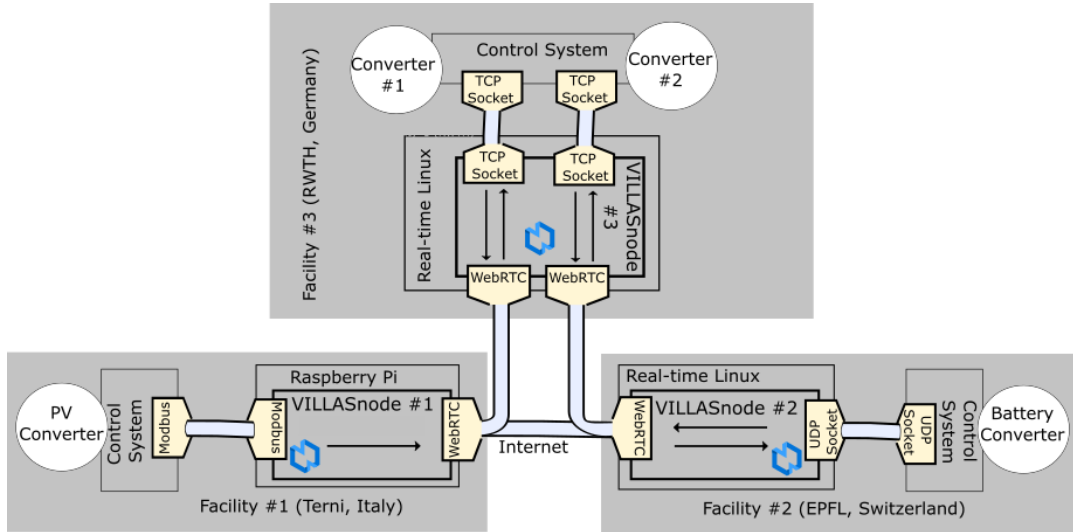 Control System
Converter
#1
Converter
#2
TCP
Socket
TCP
Socket
Facility #3 (RWTH, Germany)
Real-time Linux
TCP
Socket
TCP
Socket
VILLASnode
#3
WebRTC
WebRTC
Raspberry Pi
VILLASnode #1
PV
Converter
Control
System
Modbus
Modbus
WebRTC
Internet
Facility #1 (Terni, Italy)
Real-time Linux
VILLASnode #2
WebRTC
UDP
Socket
UDP
Socket
Control
System
Battery
Converter
Facility #2 (EPFL, Switzerland)